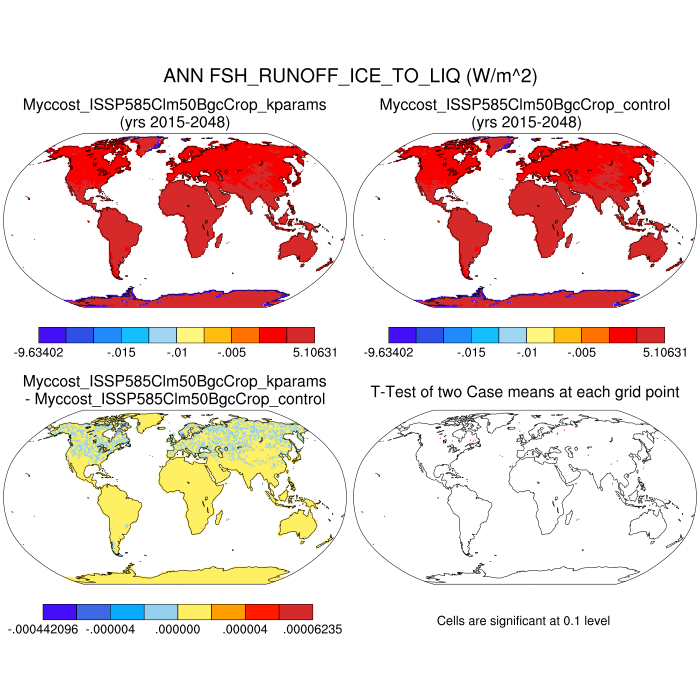 ANN FSH_RUNOFF_ICE_TO_LIQ (W/m^2)
Myccost_ISSP585Clm50BgcCrop_kparams
(yrs 2015-2048)
Myccost_ISSP585Clm50BgcCrop_control
(yrs 2015-2048)
-9.63402 -.015 -.01 -.005 5.10631
-9.63402 -.015 -.01 -.005 5.10631
Myccost_ISSP585Clm50BgcCrop_kparams
- Myccost_ISSP585Clm50BgcCrop_control
T-Test of two Case means at each grid point
-.000442096 -.000004 .000000 .000004 .00006235
Cells are significant at 0.1 level